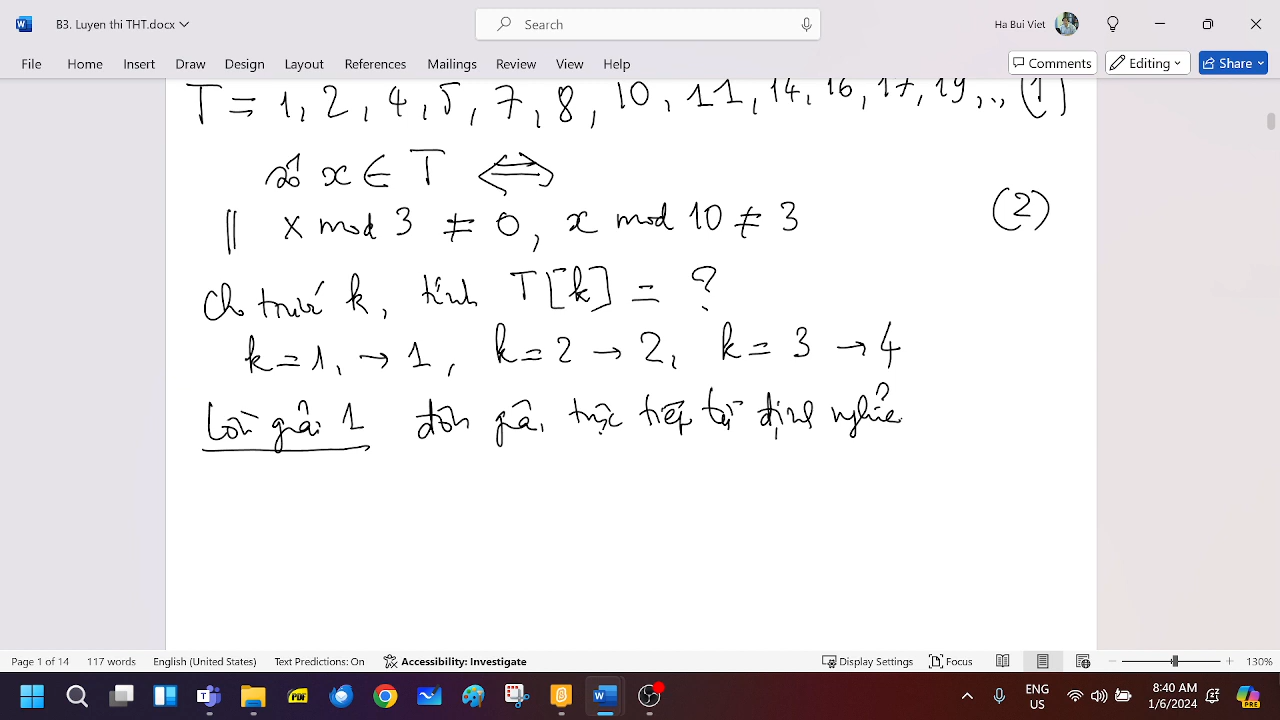 B3. Luyen thi THT.docx
Search
Ha Bui Viet
File Home Insert Draw Design Layout References Mailings Review View Help
Comments Editing Share
T = 1, 2, 4, 5, 7, 8, 10, 11, 14, 16, 17, 19, .., (1)
số x ∈ T ⟺
|| x mod 3 ≠ 0, x mod 10 ≠ 3 (2)
Cho trước k, tính T[k] = ?
k = 1, → 1, k = 2 → 2, k = 3 → 4
Lời giải 1 đơn giản, trực tiếp từ định nghĩa
Page 1 of 14 117 words English (United States) Text Predictions: On Accessibility: Investigate Display Settings Focus 130%
ENG
US
8:40 AM
1/6/2024
PDF
PRE